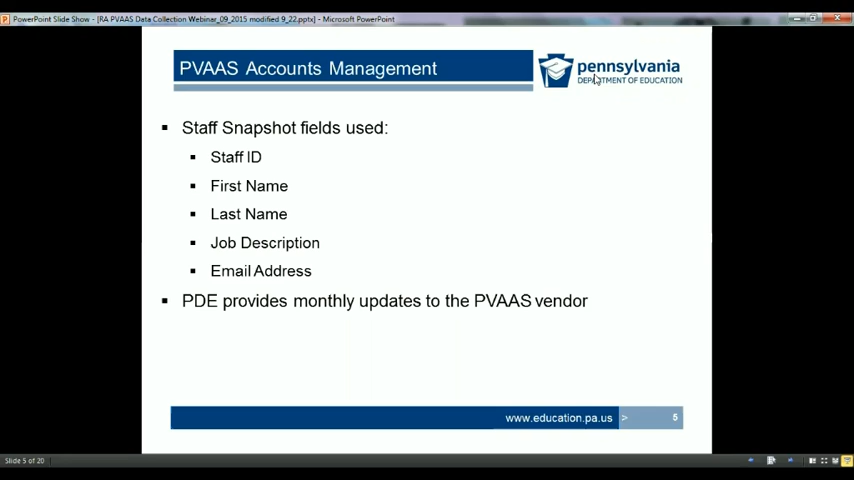 PowerPoint Slide Show - [RA PVAAS Data Collection Webinar_09_2015 modified 9_22.pptx] - Microsoft PowerPoint
PVAAS Accounts Management
pennsylvania
DEPARTMENT OF EDUCATION
Staff Snapshot fields used:
Staff ID
First Name
Last Name
Job Description
Email Address
PDE provides monthly updates to the PVAAS vendor
www.education.pa.us > 5
Slide 5 of 20